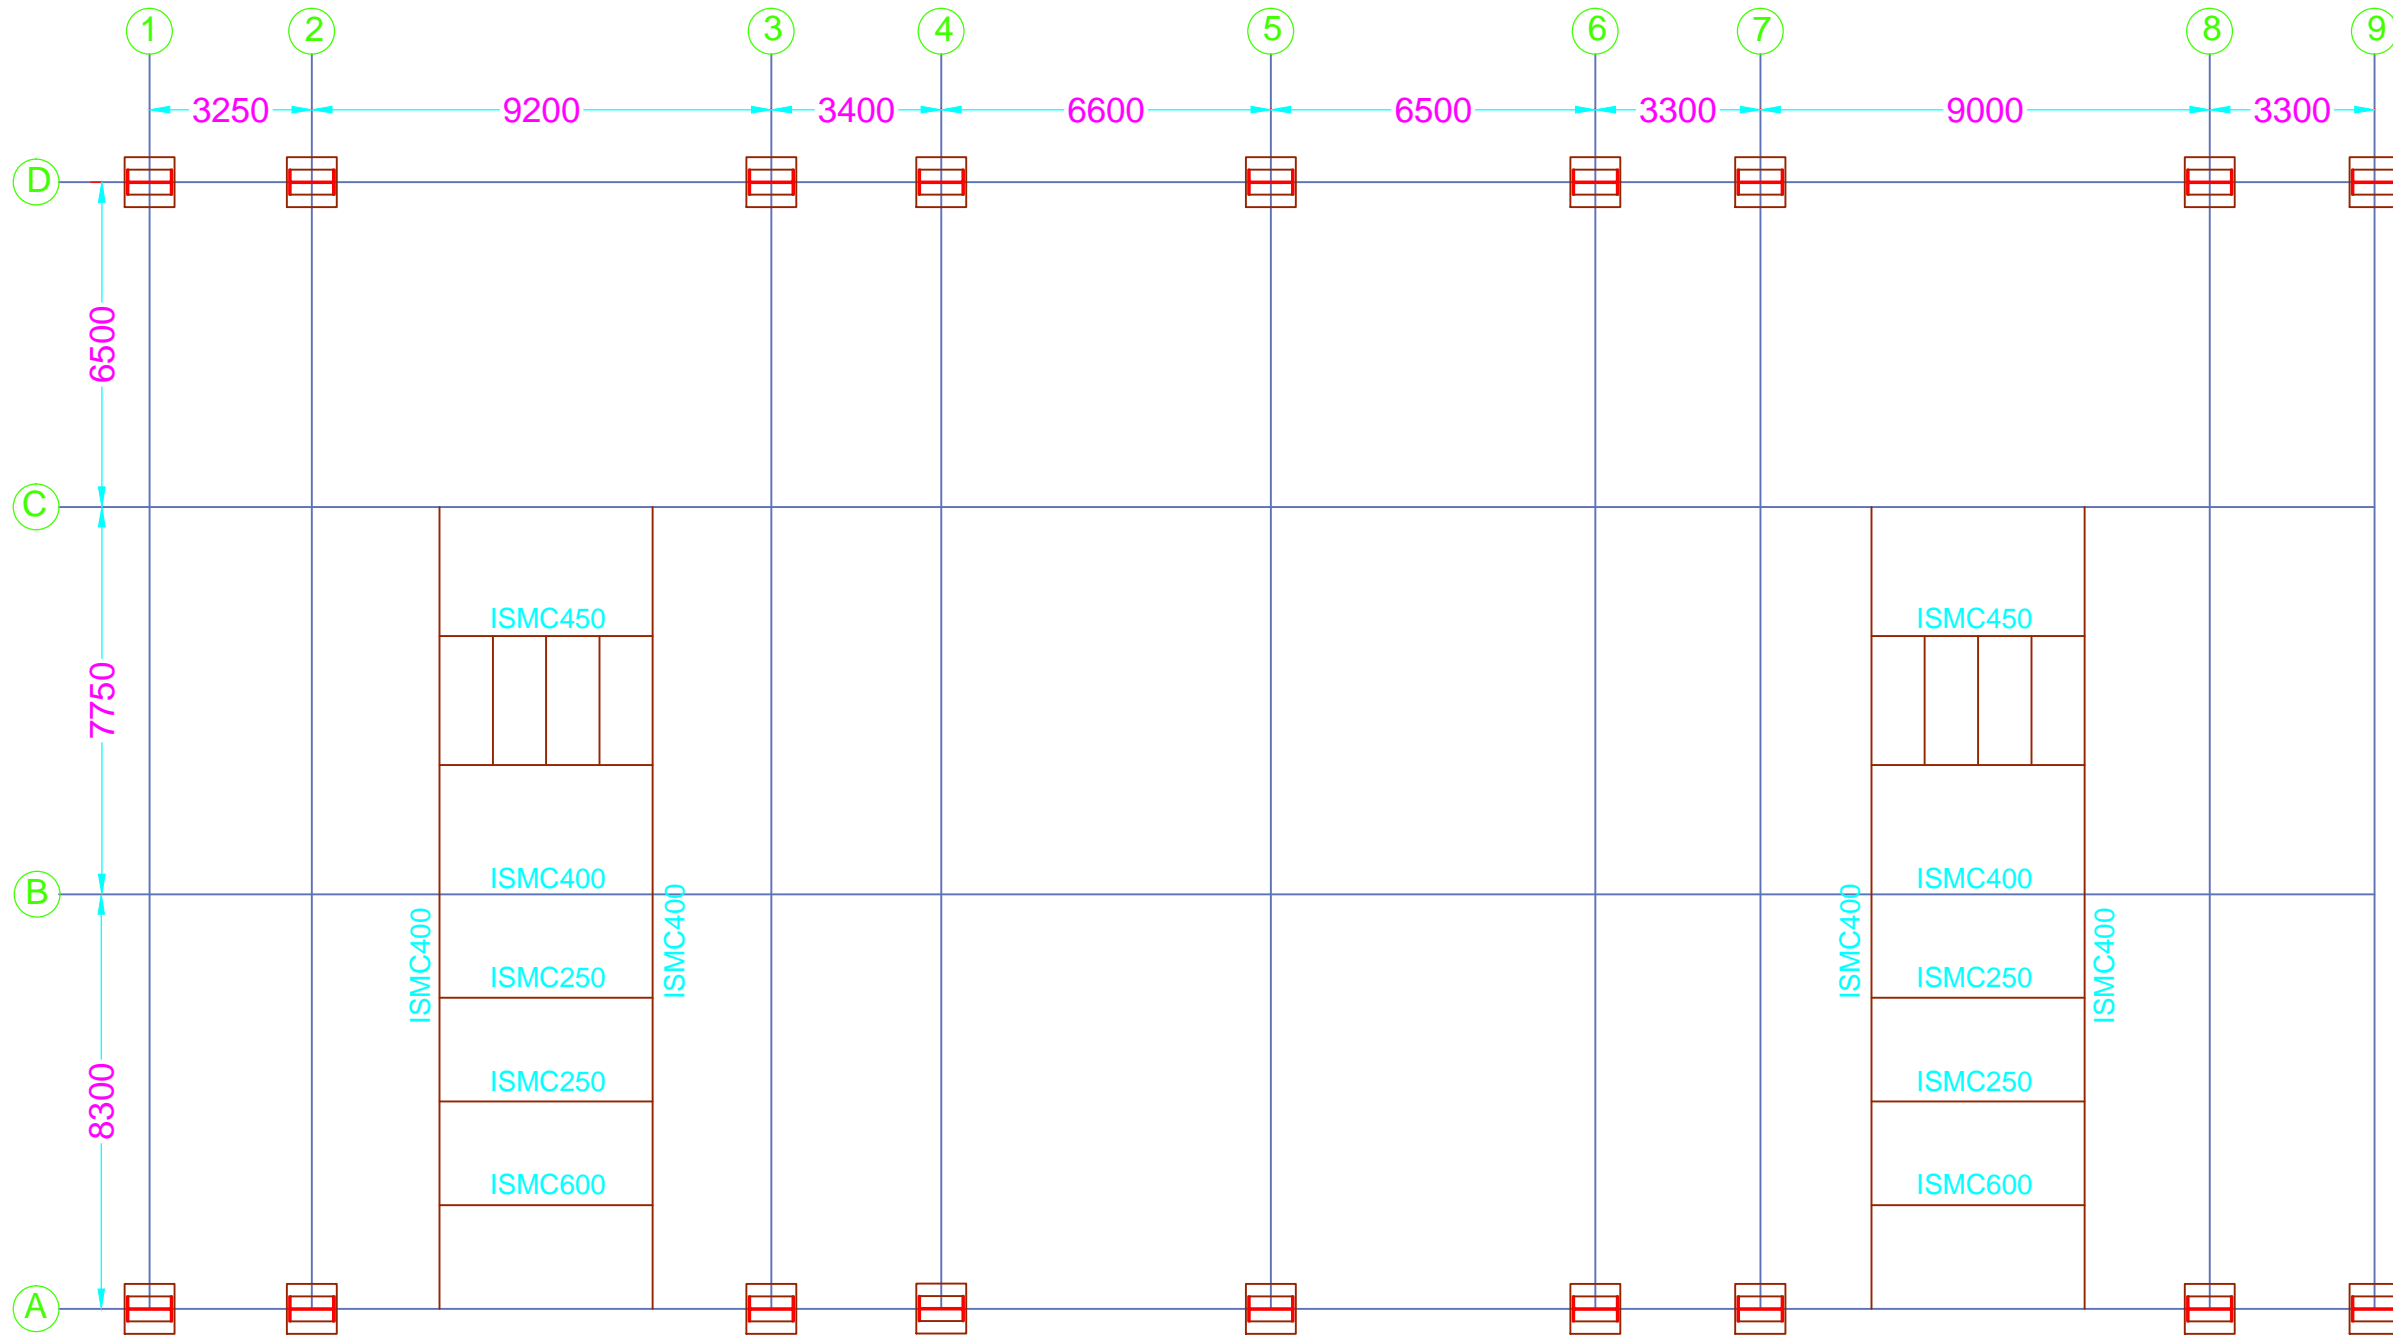 1 2 3 4 5 6 7 8 9
3250 9200 3400 6600 6500 3300 9000 3300
D
6500
C
ISMC450 ISMC450
7750
ISMC400 ISMC400
B
ISMC400 ISMC400 ISMC400 ISMC400
ISMC250 ISMC250
ISMC250 ISMC250
8300
ISMC600 ISMC600
A